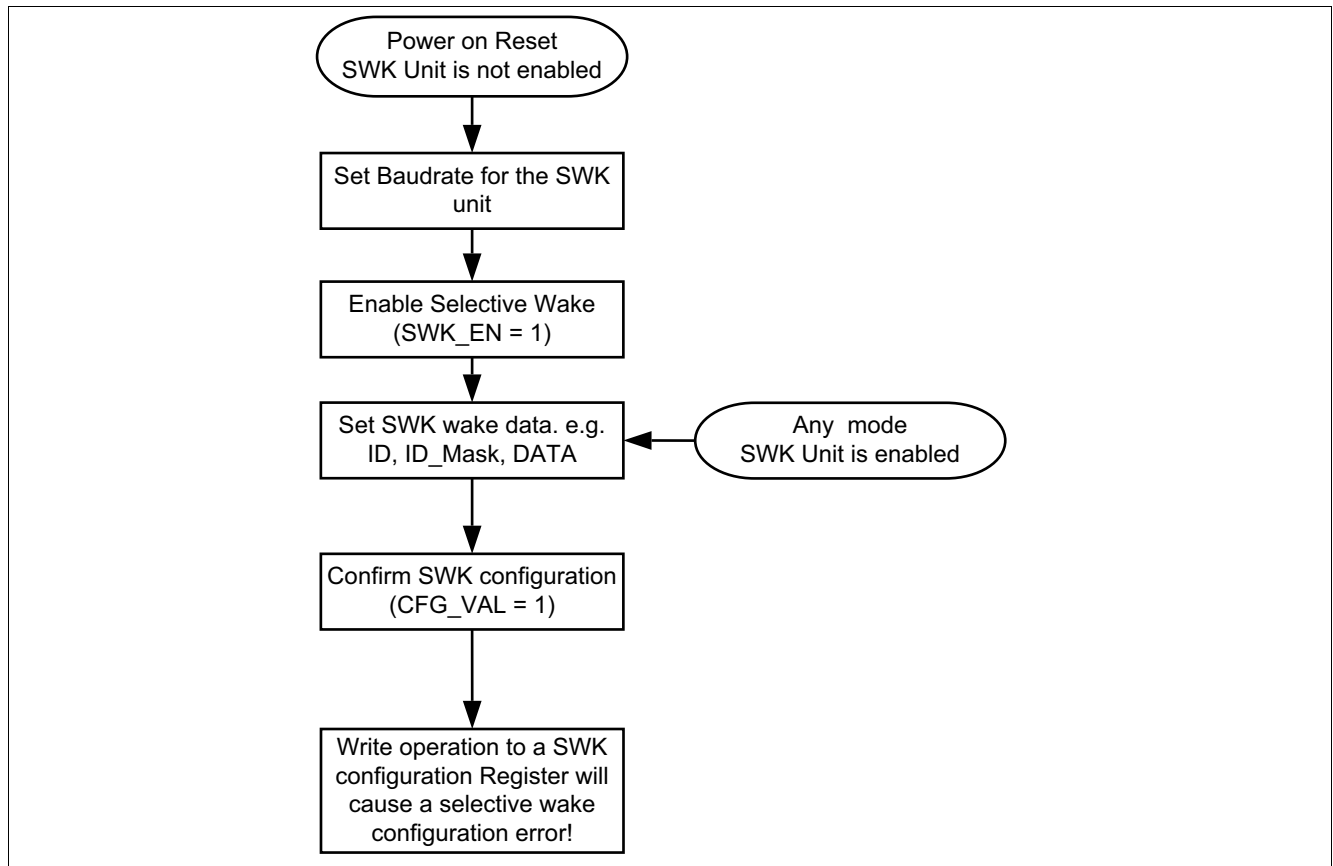 Power on Reset
SWK Unit is not enabled
Set Baudrate for the SWK
unit
Enable Selective Wake
(SWK_EN = 1)
Set SWK wake data. e.g.
ID, ID_Mask, DATA
Any mode
SWK Unit is enabled
Confirm SWK configuration
(CFG_VAL = 1)
Write operation to a SWK
configuration Register will
cause a selective wake
configuration error!